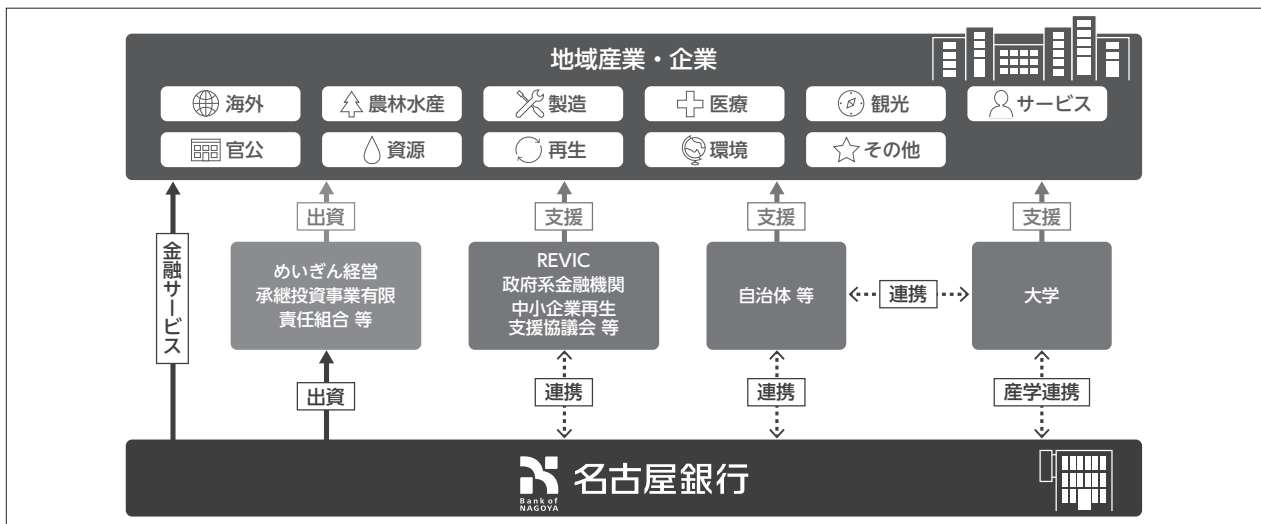 地域産業・企業
海外
農林水産
製造
医療
観光
サービス
官公
資源
再生
環境
その他
金融サービス
出資
支援
支援
支援
めいぎん経営
承継投資事業有限
責任組合 等
REVIC
政府系金融機関
中小企業再生
支援協議会 等
自治体 等
連携
大学
出資
連携
連携
産学連携
Bank of
NAGOYA
名古屋銀行